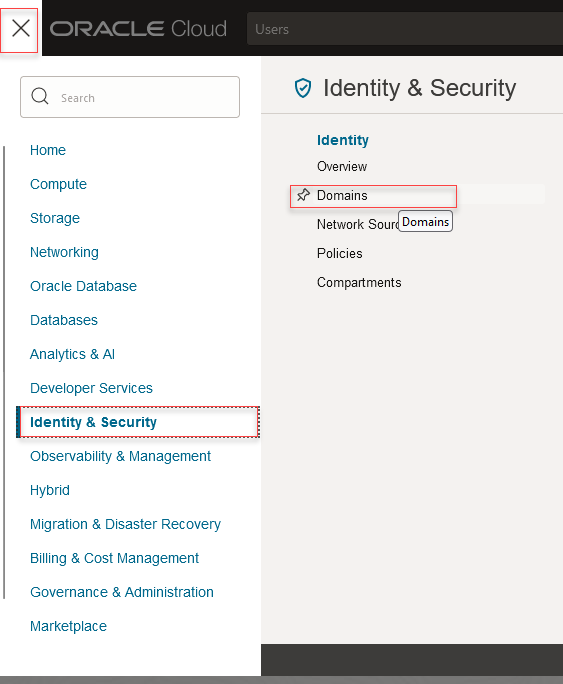 ORACLE Cloud
Users
Search
Home
Compute
Storage
Networking
Oracle Database
Databases
Analytics & AI
Developer Services
Identity & Security
Observability & Management
Hybrid
Migration & Disaster Recovery
Billing & Cost Management
Governance & Administration
Marketplace
Identity & Security
Identity
Overview
Domains
Network Sourc
Domains
Policies
Compartments